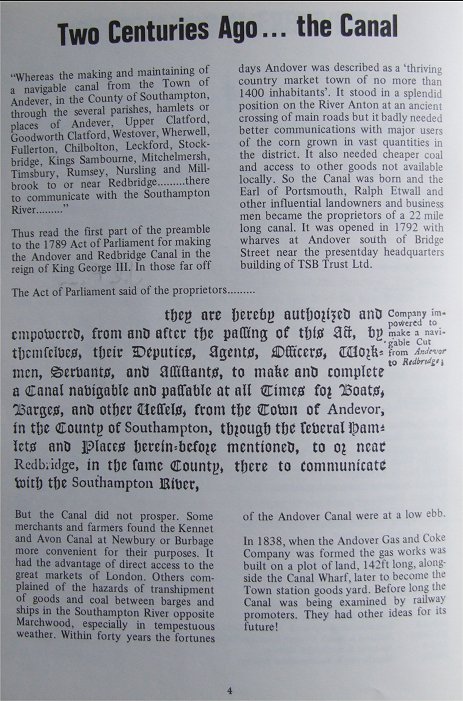 Two Centuries Ago... the Canal
“Whereas the making and maintaining of
a navigable canal from the Town of
Andever, in the County of Southampton,
through the several parishes, hamlets or
places of Andever, Upper Clatford,
Goodworth Clatford, Westover, Wherwell,
Fullerton, Chilbolton, Leckford, Stock-
bridge, Kings Sambourne, Mitchelmersh,
Timsbury, Rumsey, Nursling and Mill-
brook to or near Redbridge.........there
to communicate with the Southampton
River.........”
Thus read the first part of the preamble
to the 1789 Act of Parliament for making
the Andover and Redbridge Canal in the
reign of King George III. In those far off
days Andover was described as a ‘thriving
country market town of no more than
1400 inhabitants’. It stood in a splendid
position on the River Anton at an ancient
crossing of main roads but it badly needed
better communications with major users
of the corn grown in vast quantities in
the district. It also needed cheaper coal
and access to other goods not available
locally. So the Canal was born and the
Earl of Portsmouth, Ralph Etwall and
other influential landowners and business
men became the proprietors of a 22 mile
long canal. It was opened in 1792 with
wharves at Andover south of Bridge
Street near the presentday headquarters
building of TSB Trust Ltd.
The Act of Parliament said of the proprietors.........
they are hereby authorized and
empowered, from and after the passing of this Act, by
themselves, their Deputies, Agents, Officers, Work-
men, Servants, and Assistants, to make and complete
a Canal navigable and passable at all Times for Boats,
Barges, and other Vessels, from the Town of Andevor,
in the County of Southampton, through the several Ham-
lets and Places herein-before mentioned, to or near
Redbridge, in the same County, there to communicate
with the Southampton River,
Company im-
powered to
make a navi-
gable Cut
from Andevor
to Redbridge;
But the Canal did not prosper. Some
merchants and farmers found the Kennet
and Avon Canal at Newbury or Burbage
more convenient for their purposes. It
had the advantage of direct access to the
great markets of London. Others com-
plained of the hazards of transhipment
of goods and coal between barges and
ships in the Southampton River opposite
Marchwood, especially in tempestuous
weather. Within forty years the fortunes
of the Andover Canal were at a low ebb.
In 1838, when the Andover Gas and Coke
Company was formed the gas works was
built on a plot of land, 142ft long, along-
side the Canal Wharf, later to become the
Town station goods yard. Before long the
Canal was being examined by railway
promoters. They had other ideas for its
future!
4